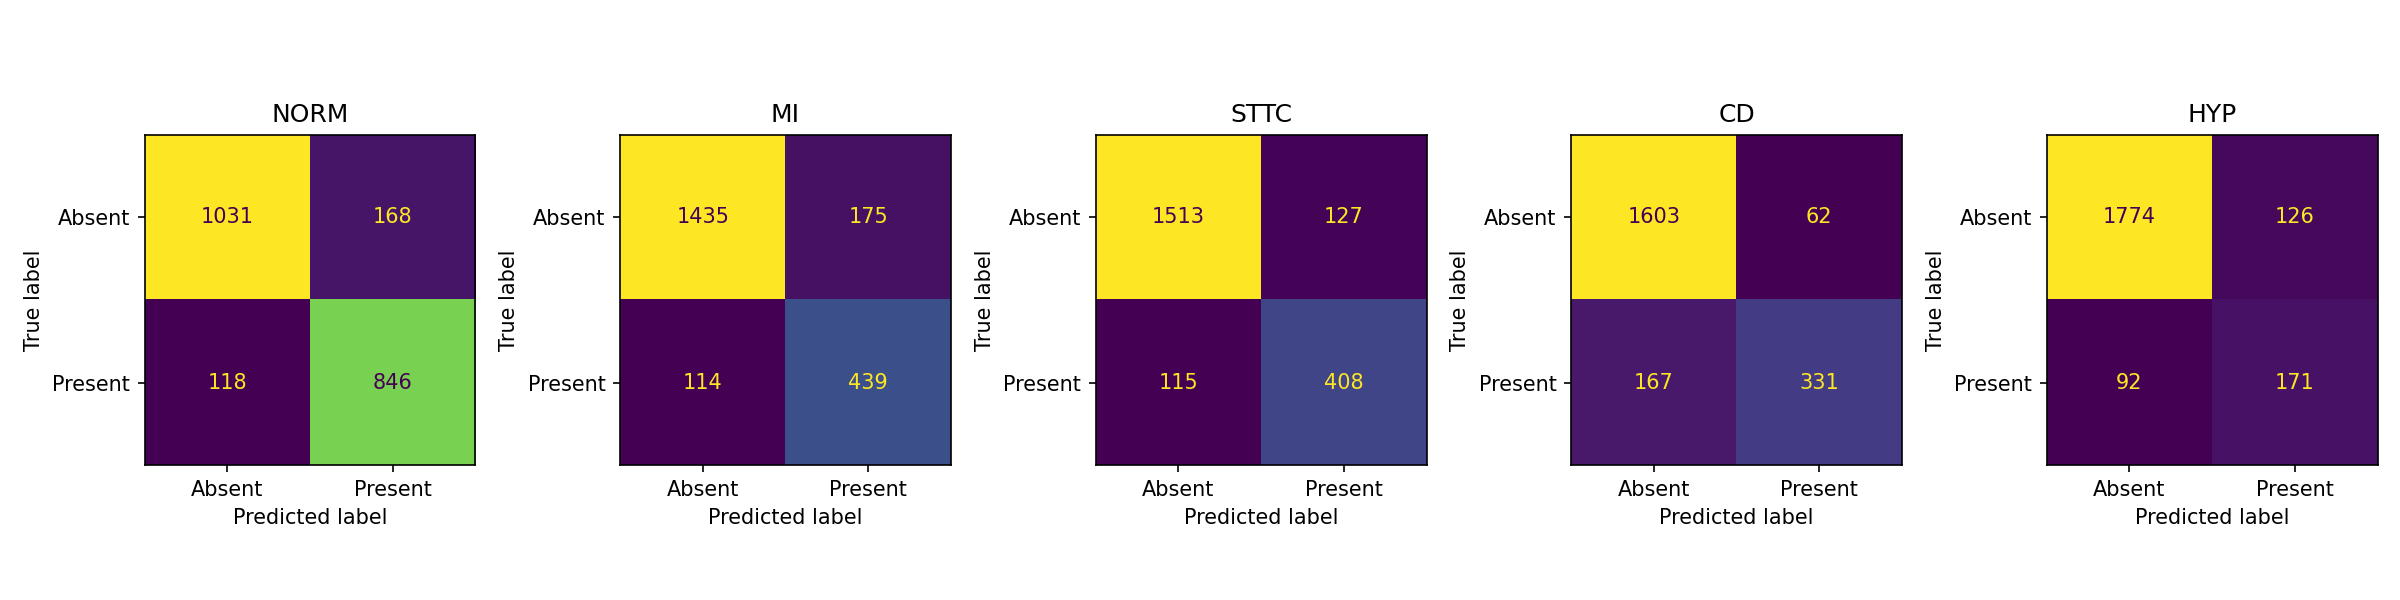 NORM
True label
Absent
1031 168
Present
118 846
Absent Present
Predicted label
MI
True label
Absent
1435 175
Present
114 439
Absent Present
Predicted label
STTC
True label
Absent
1513 127
Present
115 408
Absent Present
Predicted label
CD
True label
Absent
1603 62
Present
167 331
Absent Present
Predicted label
HYP
True label
Absent
1774 126
Present
92 171
Absent Present
Predicted label